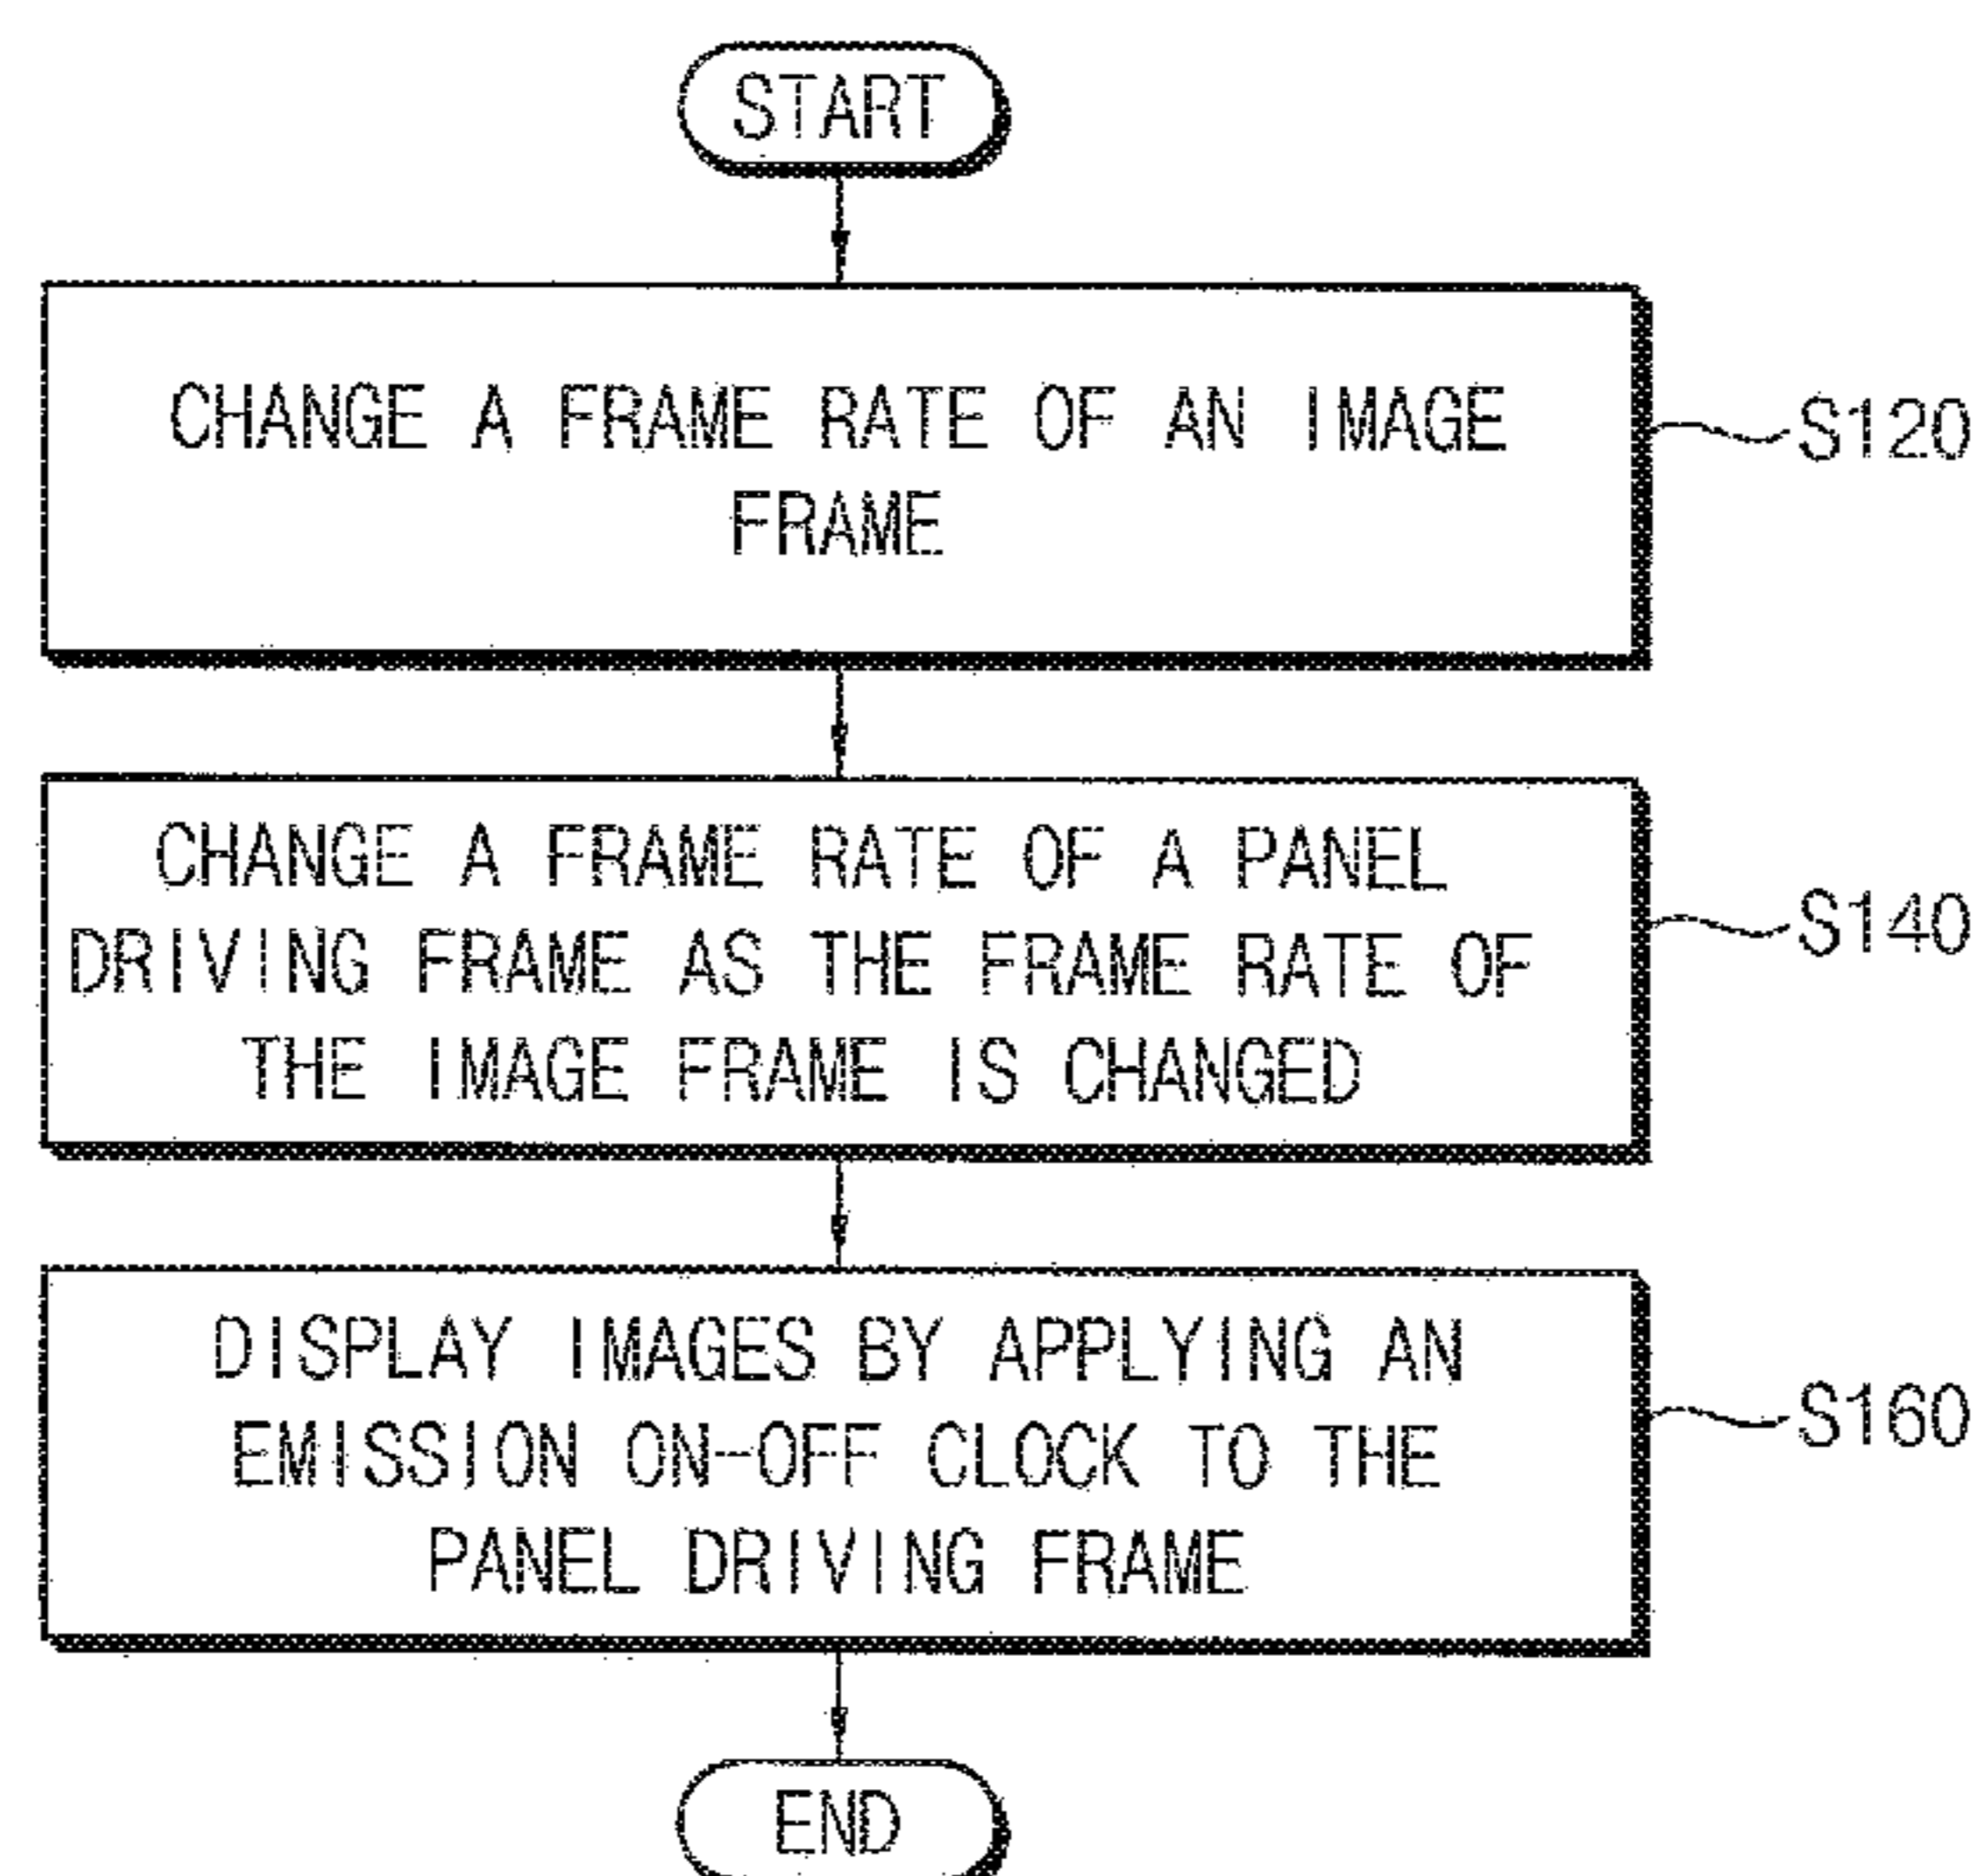 START
CHANGE A FRAME RATE OF AN IMAGE
FRAME
S120
CHANGE A FRAME RATE OF A PANEL
DRIVING FRAME AS THE FRAME RATE OF
THE IMAGE FRAME IS CHANGED
S140
DISPLAY IMAGES BY APPLYING AN
EMISSION ON-OFF CLOCK TO THE
PANEL DRIVING FRAME
S160
END